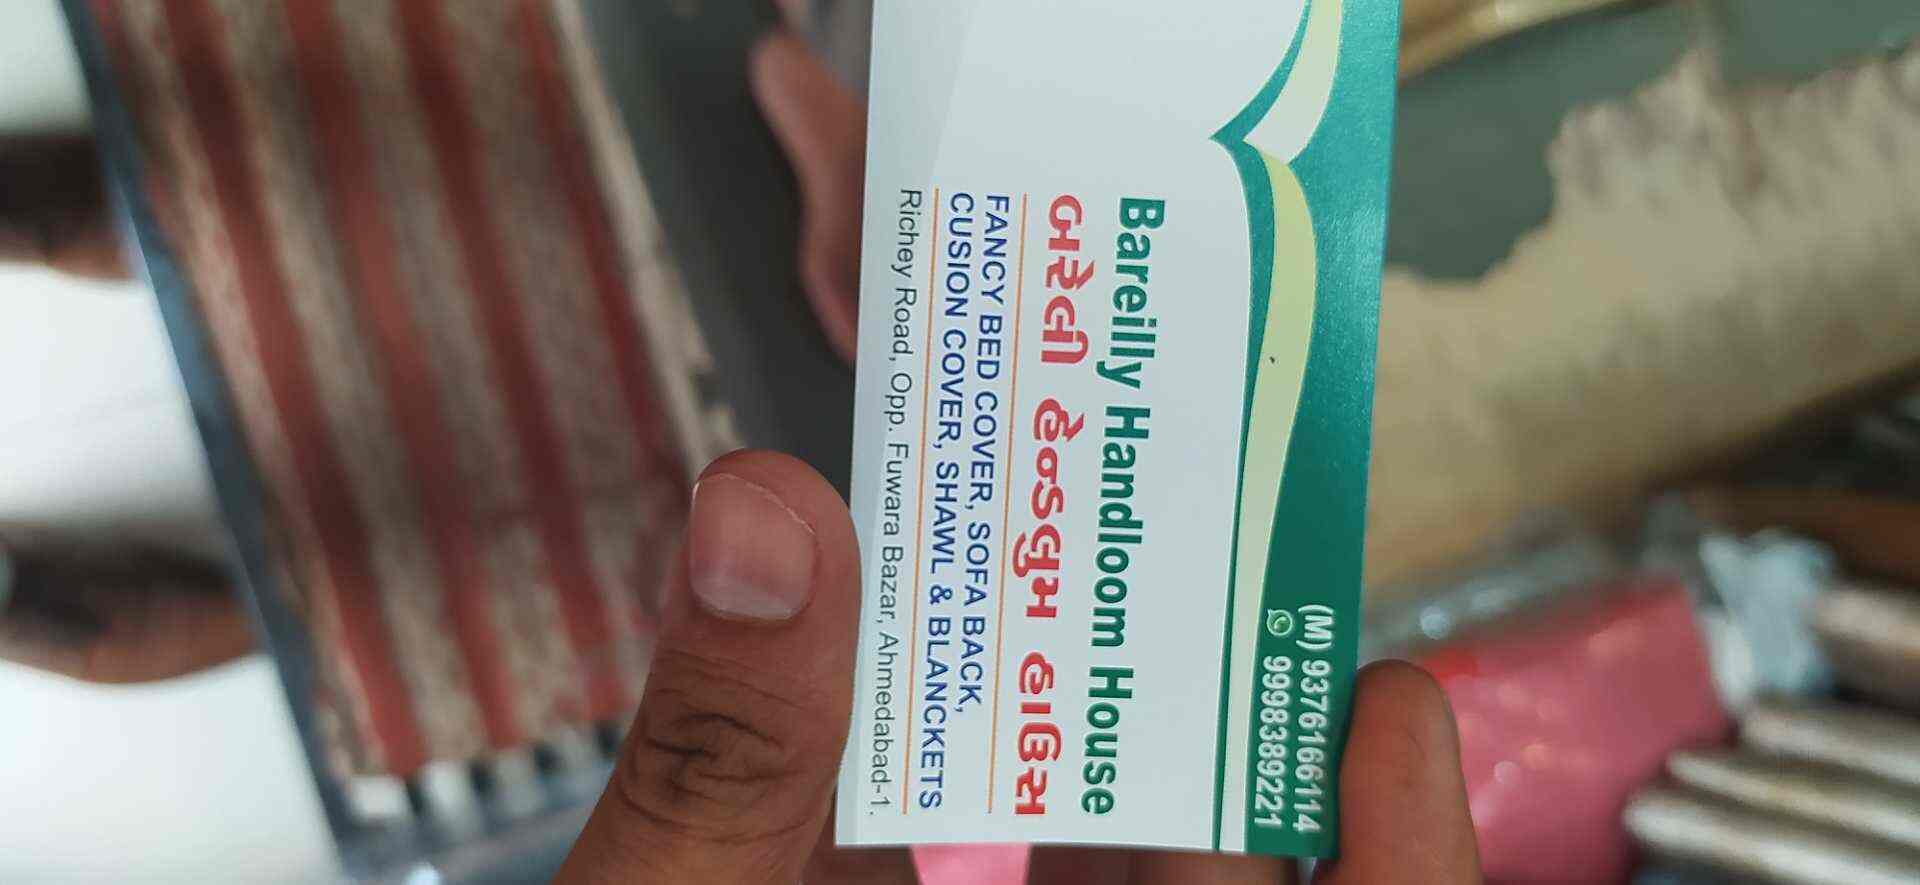 (M) 9376166114
9998389221
Bareilly Handloom House
બરેલી હેન્ડલુમ હાઉસ
FANCY BED COVER, SOFA BACK,
CUSION COVER, SHAWL & BLANCKETS
Richey Road, Opp. Fuwara Bazar, Ahmedabad-1.